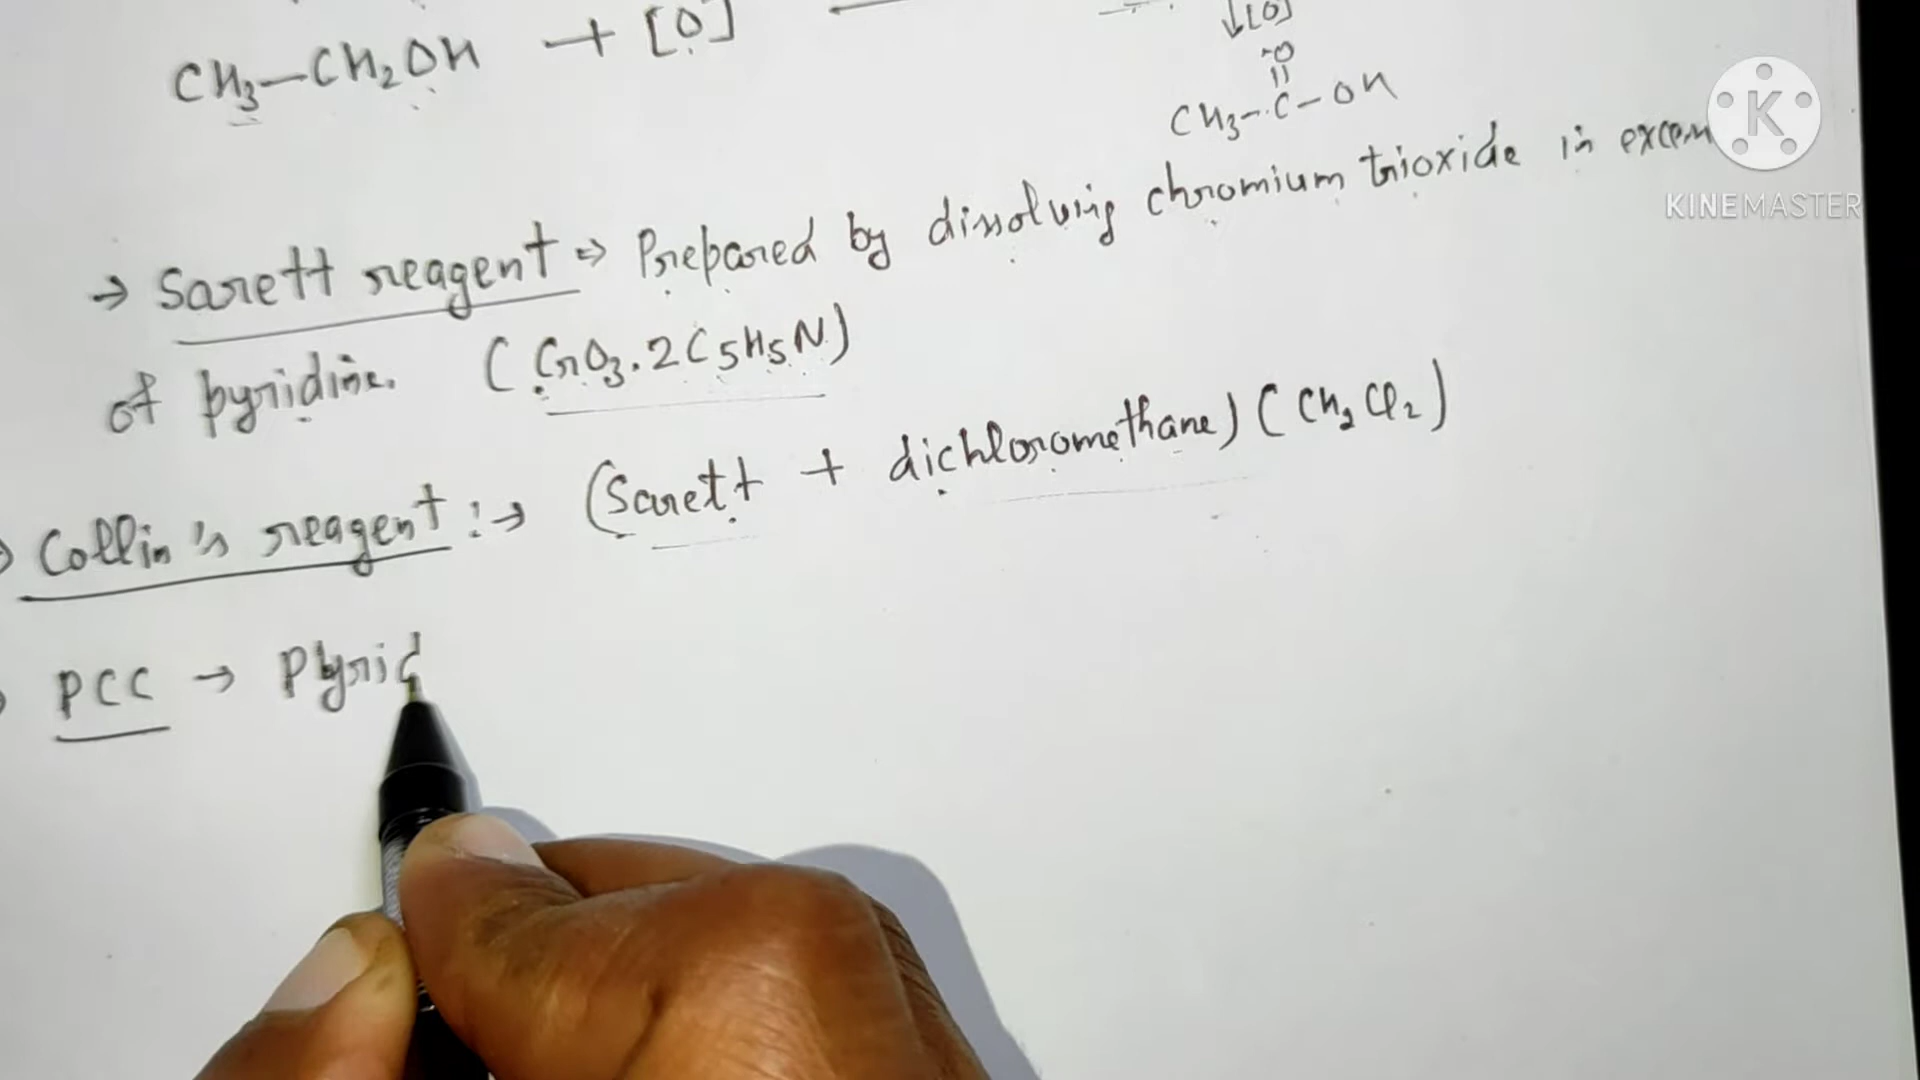 CH3-CH2OH + [O]
↓[O]
O
||
CH3-C-OH
→ Sarett reagent ⇒ Prepared by dissolving chromium trioxide in
of pyridine. (CrO3.2C5H5N)
Collin's reagent :→ (Sarett + dichloromethane) (CH2Cl2)
PCC → Pyrid
K
KINEMASTER